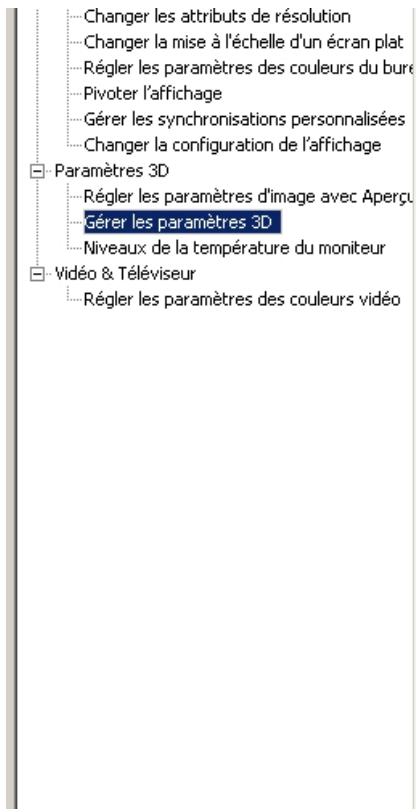 Changer les attributs de résolution
Changer la mise à l'échelle d'un écran plat
Régler les paramètres des couleurs du bure
Pivoter l'affichage
Gérer les synchronisations personnalisées
Changer la configuration de l'affichage
Paramètres 3D
Régler les paramètres d'image avec Aperçu
Gérer les paramètres 3D
Niveaux de la température du moniteur
Vidéo & Téléviseur
Régler les paramètres des couleurs vidéo